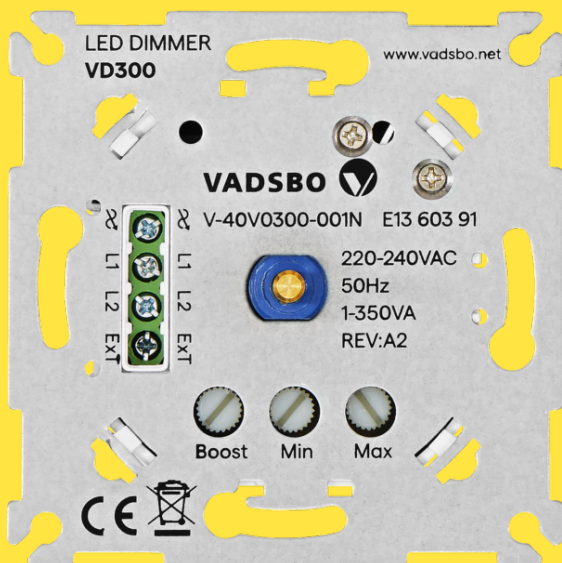 LED DIMMER
VD300
www.vadsbo.net
VADSBO
V-40V0300-001N E13 603 91
L1 L1
L2 L2
ExT ExT
220-240VAC
50Hz
1-350VA
REV:A2
Boost Min Max
CE